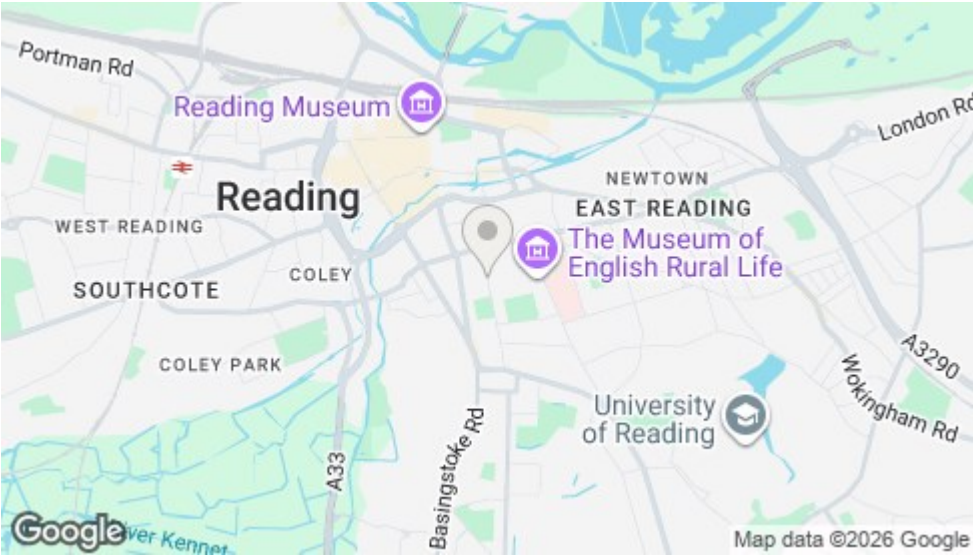 Portman Rd
Reading Museum
London Rd
Reading
NEWTOWN
EAST READING
WEST READING
The Museum of
English Rural Life
COLEY
SOUTHCOTE
COLEY PARK
A3290
Wokingham Rd
University
of Reading
A33
Basingstoke Rd
Google
River Kennet
Map data ©2026 Google